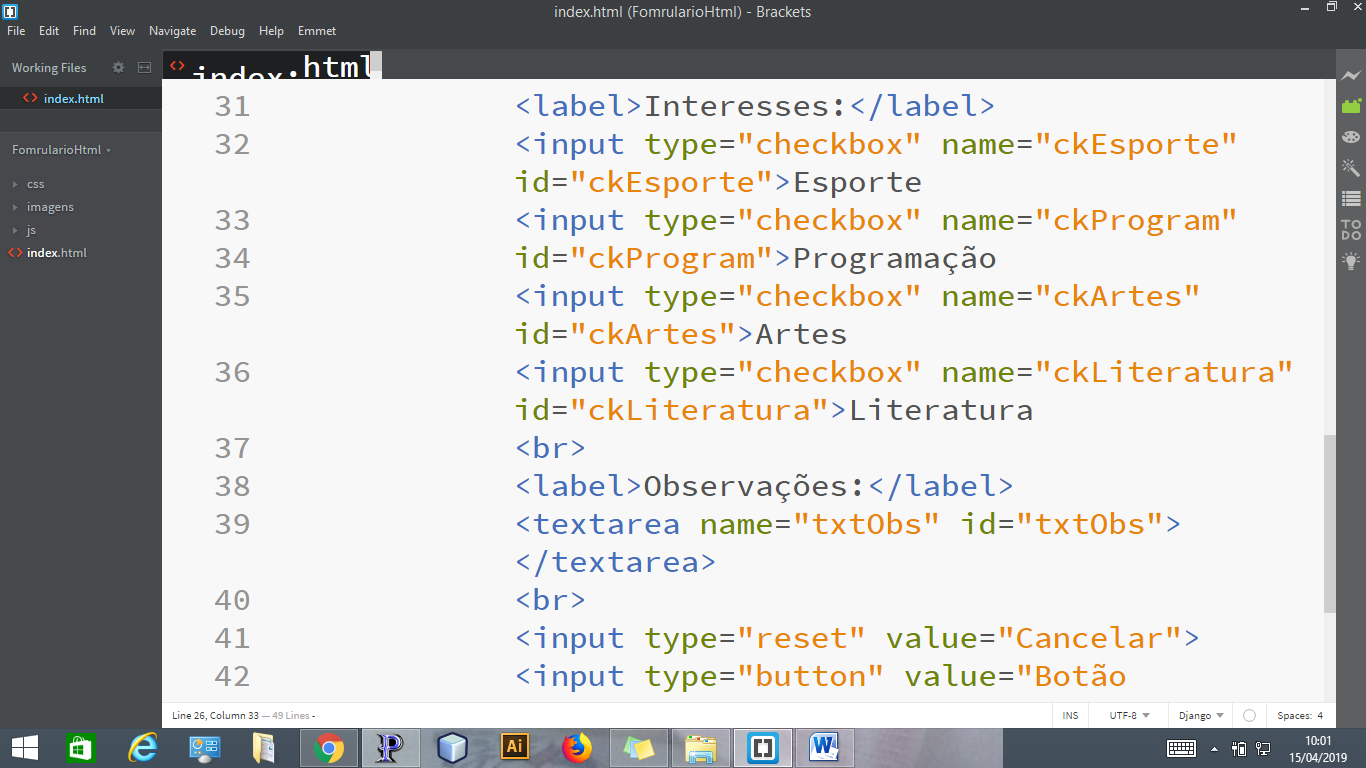 index.html (FomrularioHtml) - Brackets
File Edit Find View Navigate Debug Help Emmet
Working Files
index.html
FomrularioHtml
css
imagens
js
index.html
index.html
31 <label>Interesses:</label>
32 <input type="checkbox" name="ckEsporte"
id="ckEsporte">Esporte
33 <input type="checkbox" name="ckProgram"
34 id="ckProgram">Programação
35 <input type="checkbox" name="ckArtes"
id="ckArtes">Artes
36 <input type="checkbox" name="ckLiteratura"
id="ckLiteratura">Literatura
37 <br>
38 <label>Observações:</label>
39 <textarea name="txtObs" id="txtObs">
</textarea>
40 <br>
41 <input type="reset" value="Cancelar">
42 <input type="button" value="Botão
TO
DO
Line 26, Column 33 — 49 Lines -
INS UTF-8 Django Spaces: 4
Ai
W
10:01
15/04/2019